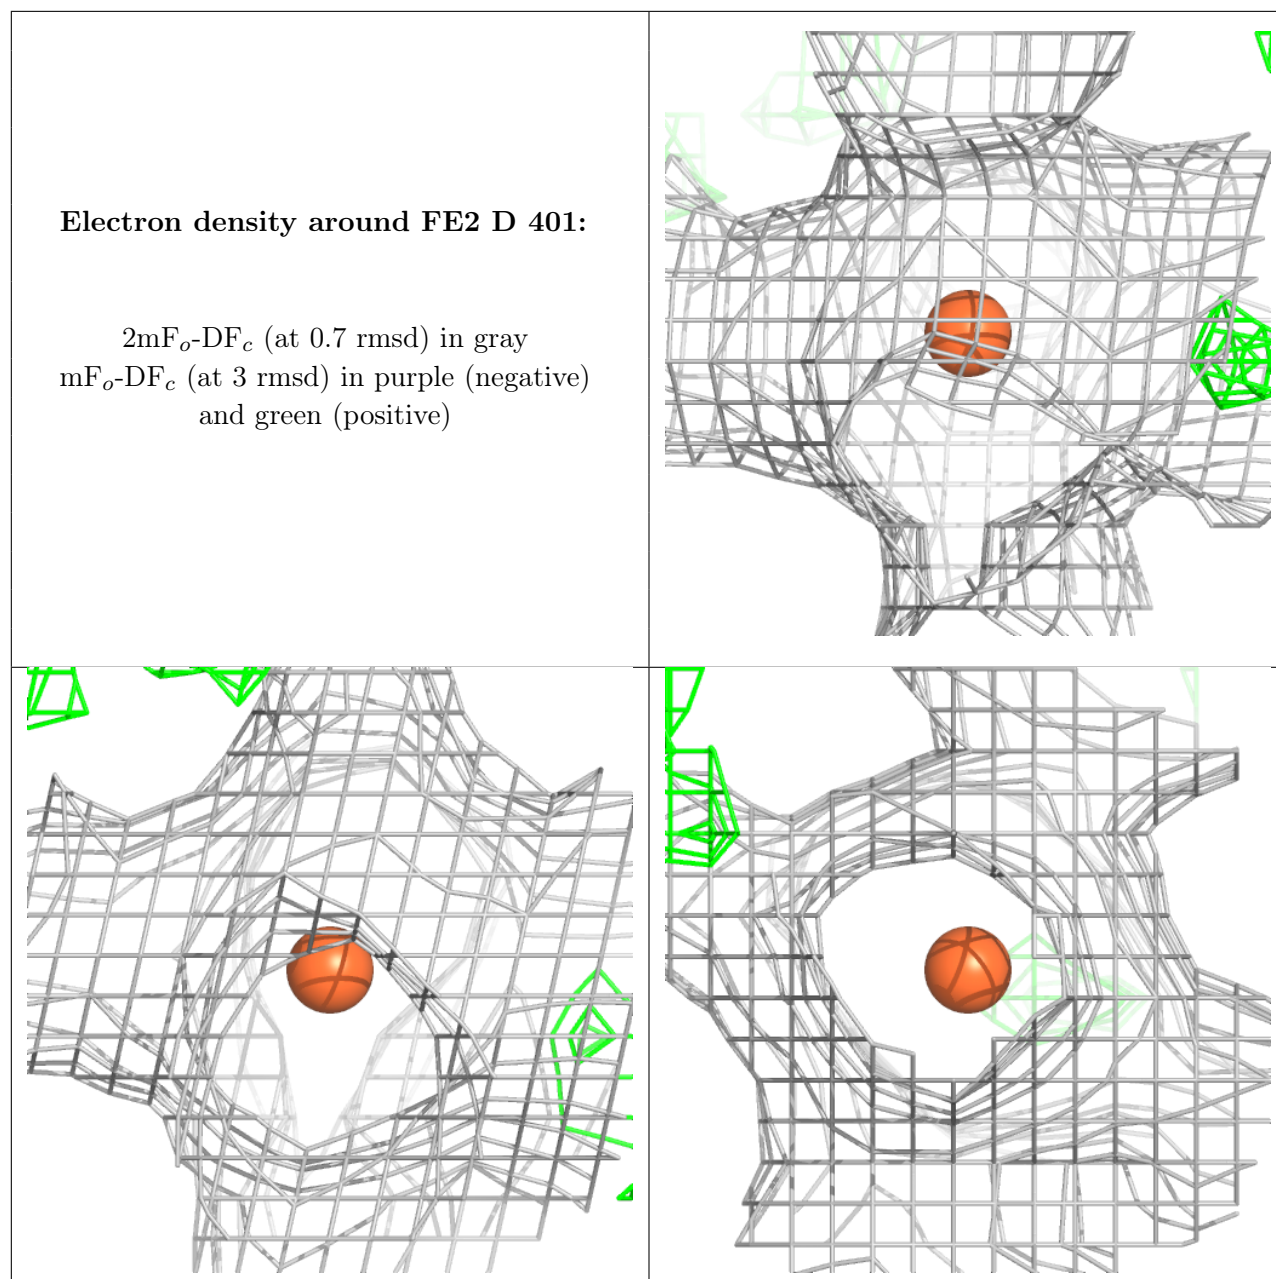 Electron density around FE2 D 401:
2mFo-DFc (at 0.7 rmsd) in gray
mFo-DFc (at 3 rmsd) in purple (negative)
and green (positive)